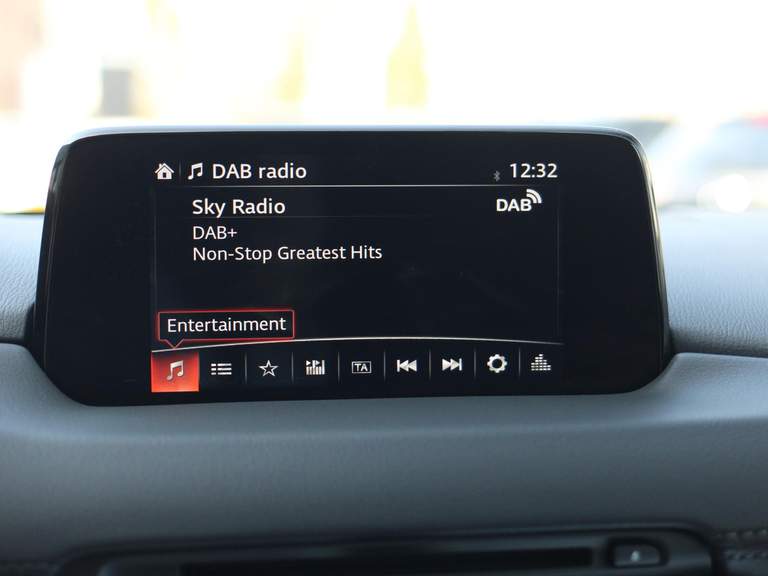 DAB radio 12:32
Sky Radio DAB
DAB+
Non-Stop Greatest Hits
Entertainment
TA